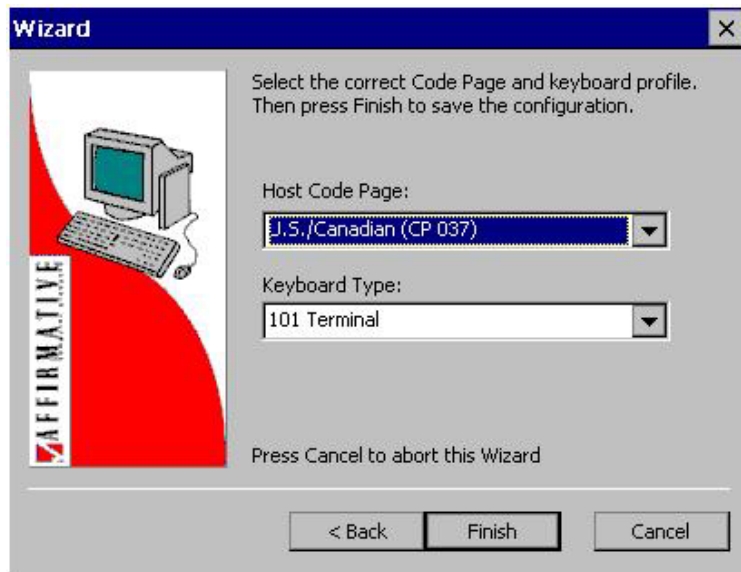 Wizard
Select the correct Code Page and keyboard profile.
Then press Finish to save the configuration.
Host Code Page:
J.S./Canadian (CP 037)
Keyboard Type:
101 Terminal
AFFIRMATIVE
Press Cancel to abort this Wizard
< Back
Finish
Cancel